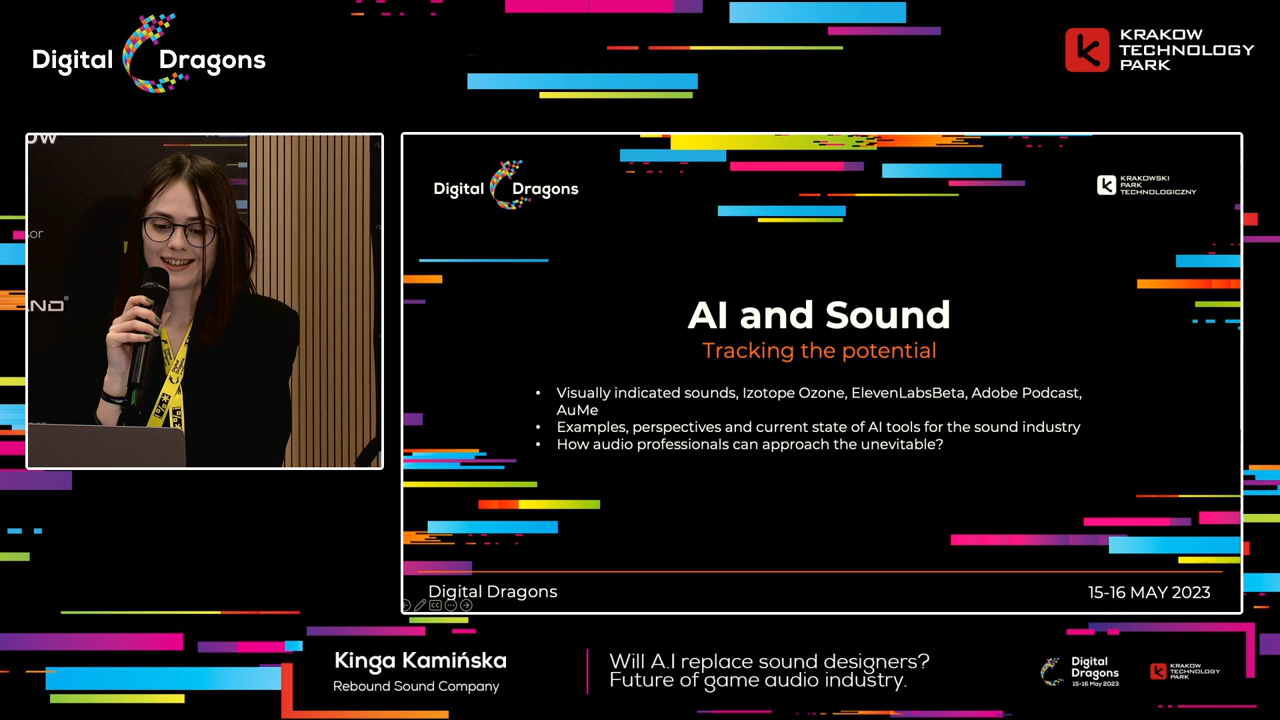 Digital Dragons
KRAKOW
TECHNOLOGY
PARK
sor
AND®
Digital Dragons
KRAKOWSKI
PARK
TECHNOLOGICZNY
AI and Sound
Tracking the potential
• Visually indicated sounds, Izotope Ozone, ElevenLabsBeta, Adobe Podcast,
AuMe
• Examples, perspectives and current state of AI tools for the sound industry
• How audio professionals can approach the unevitable?
Digital Dragons
15-16 MAY 2023
Kinga Kamińska
Rebound Sound Company
Will A.I replace sound designers?
Future of game audio industry.
Digital
Dragons
15-16 May 2023
KRAKOW
TECHNOLOGY
PARK